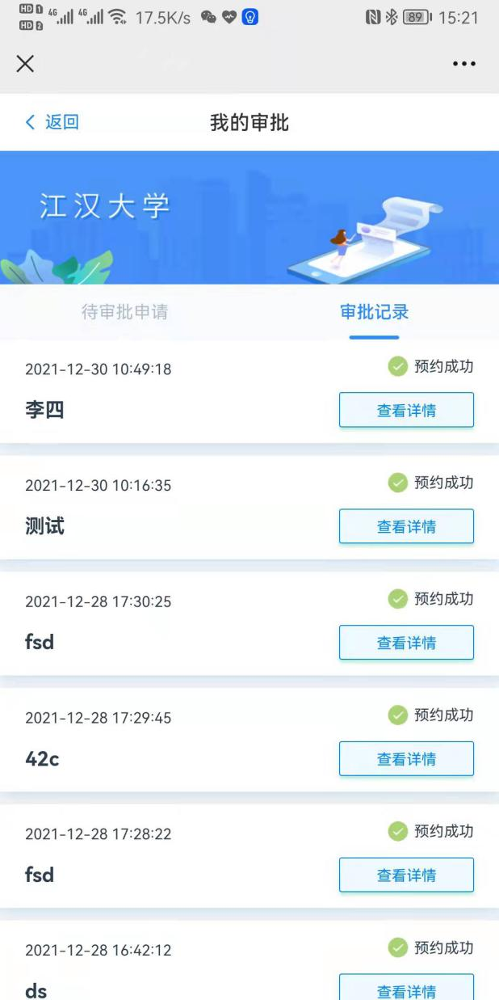 HD 1 4G 4G 17.5K/s 89 15:21
HD 2
返回 我的审批
江汉大学
待审批申请 审批记录
2021-12-30 10:49:18 预约成功
李四 查看详情
2021-12-30 10:16:35 预约成功
测试 查看详情
2021-12-28 17:30:25 预约成功
fsd 查看详情
2021-12-28 17:29:45 预约成功
42c 查看详情
2021-12-28 17:28:22 预约成功
fsd 查看详情
2021-12-28 16:42:12 预约成功
ds 查看详情